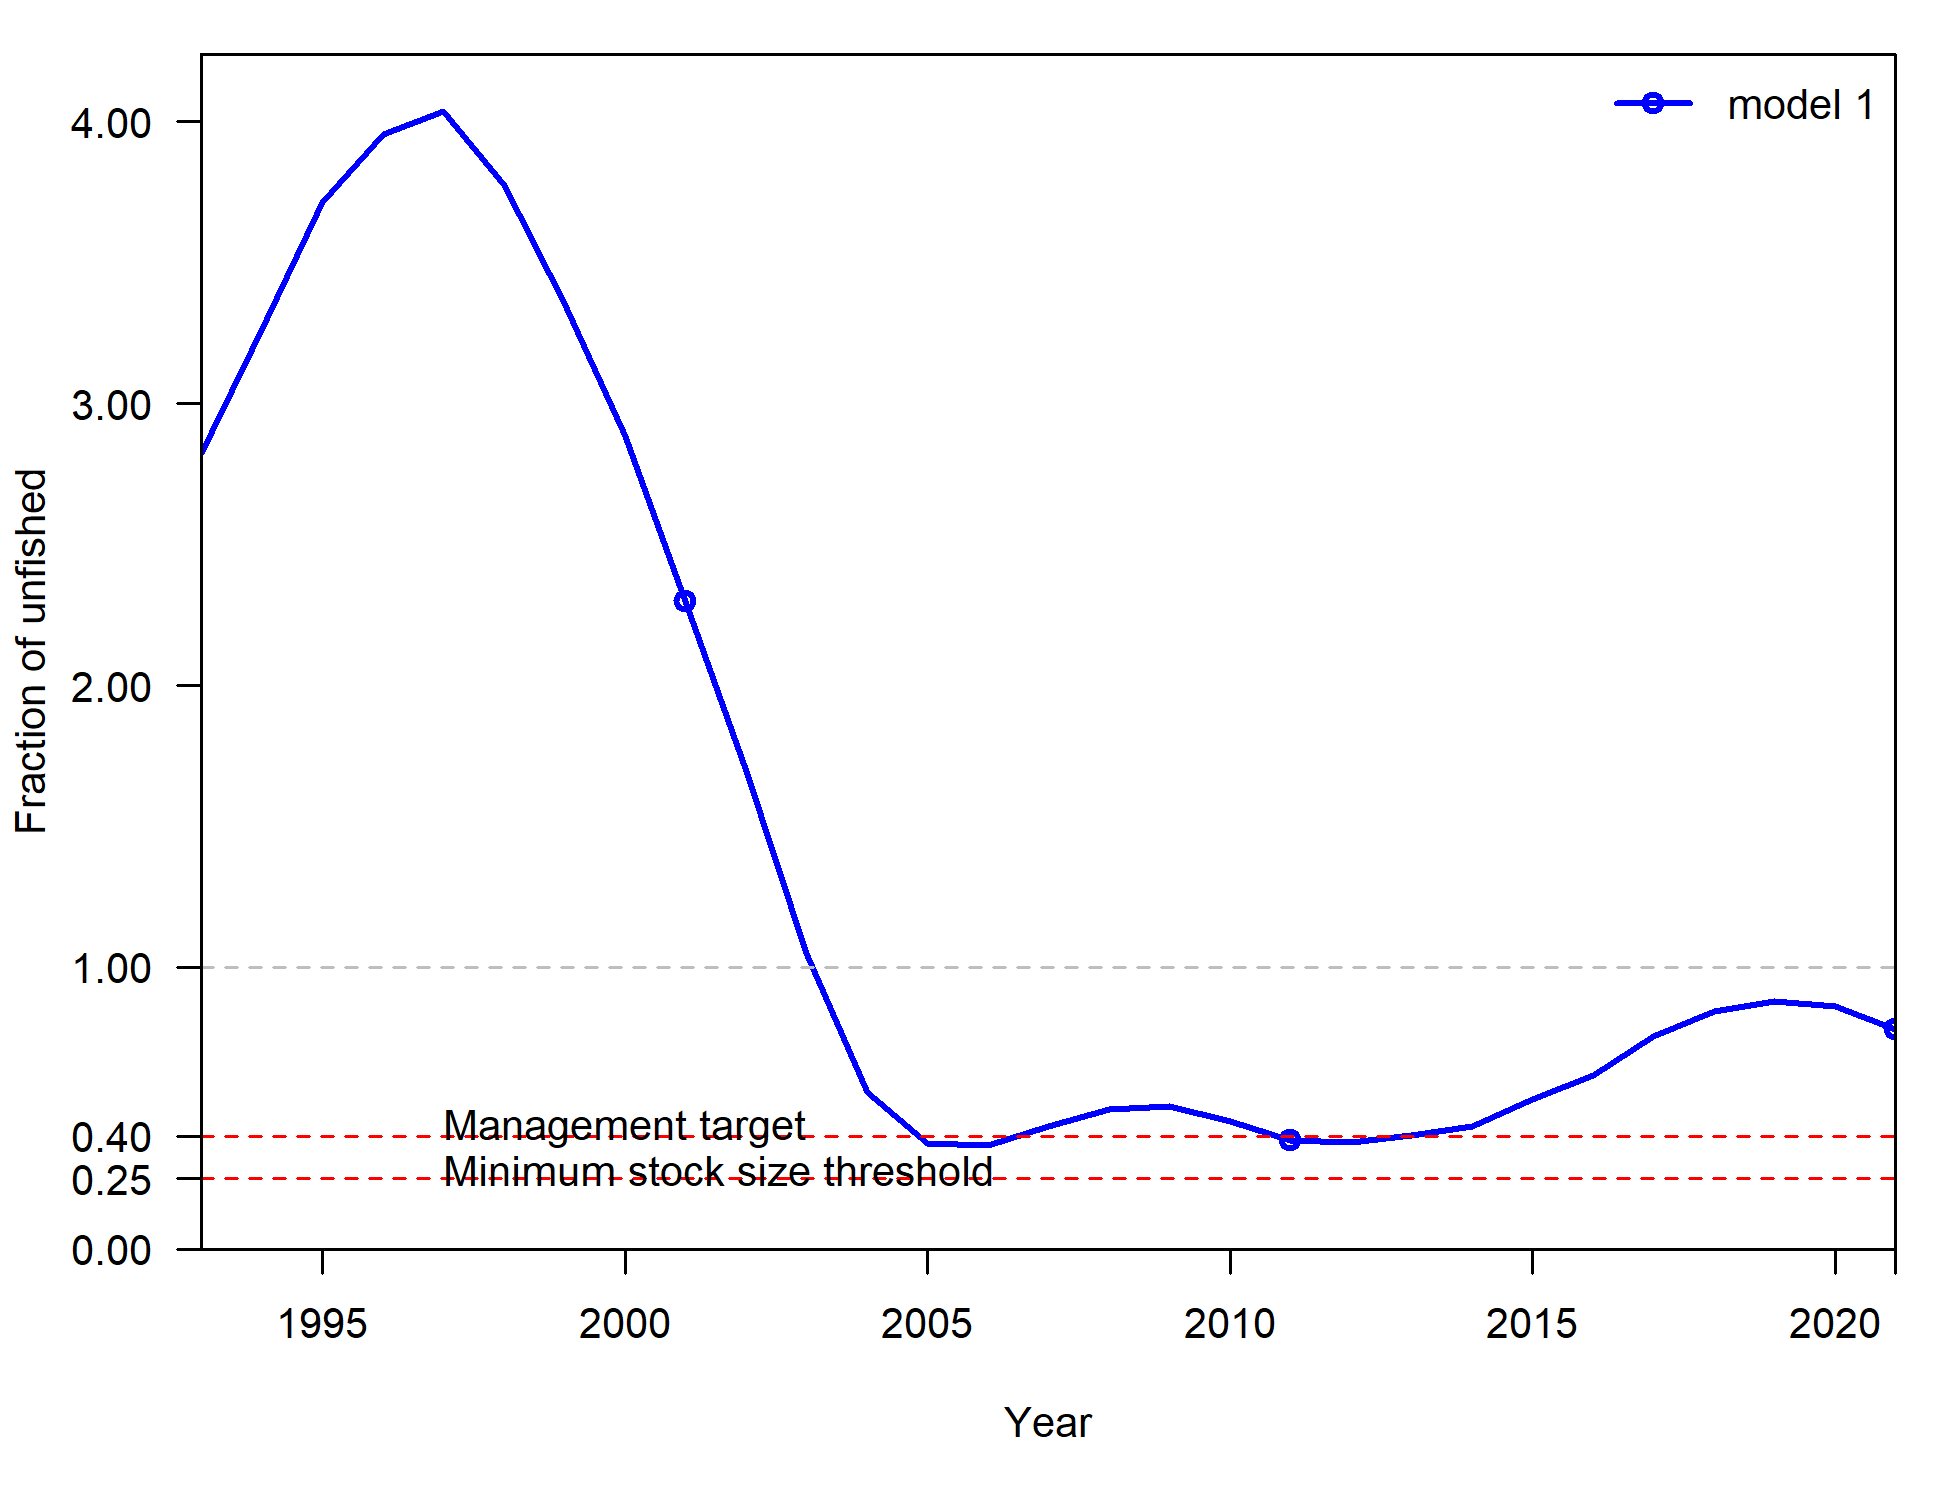 model 1
4.00
3.00
2.00
1.00
0.40
0.25
0.00
Fraction of unfished
Management target
Minimum stock size threshold
1995 2000 2005 2010 2015 2020
Year